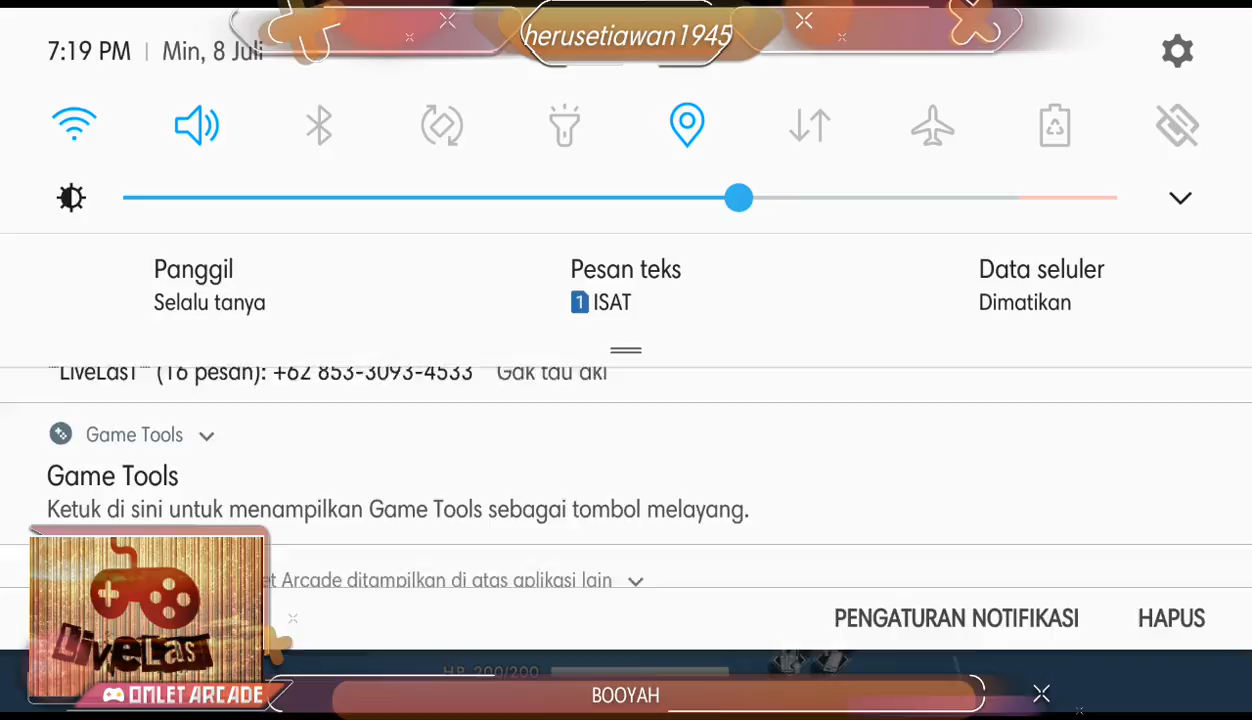 herusetiawan1945
7:19 PM | Min, 8 Juli
Panggil
Selalu tanya
Pesan teks
1 ISAT
Data seluler
Dimatikan
"LiveLasT" (16 pesan): +62 853-3093-4533 Gak tau aki
Game Tools
Game Tools
Ketuk di sini untuk menampilkan Game Tools sebagai tombol melayang.
et Arcade ditampilkan di atas aplikasi lain
PENGATURAN NOTIFIKASI
HAPUS
LiveLast
HP 200/200
OMLET ARCADE
BOOYAH